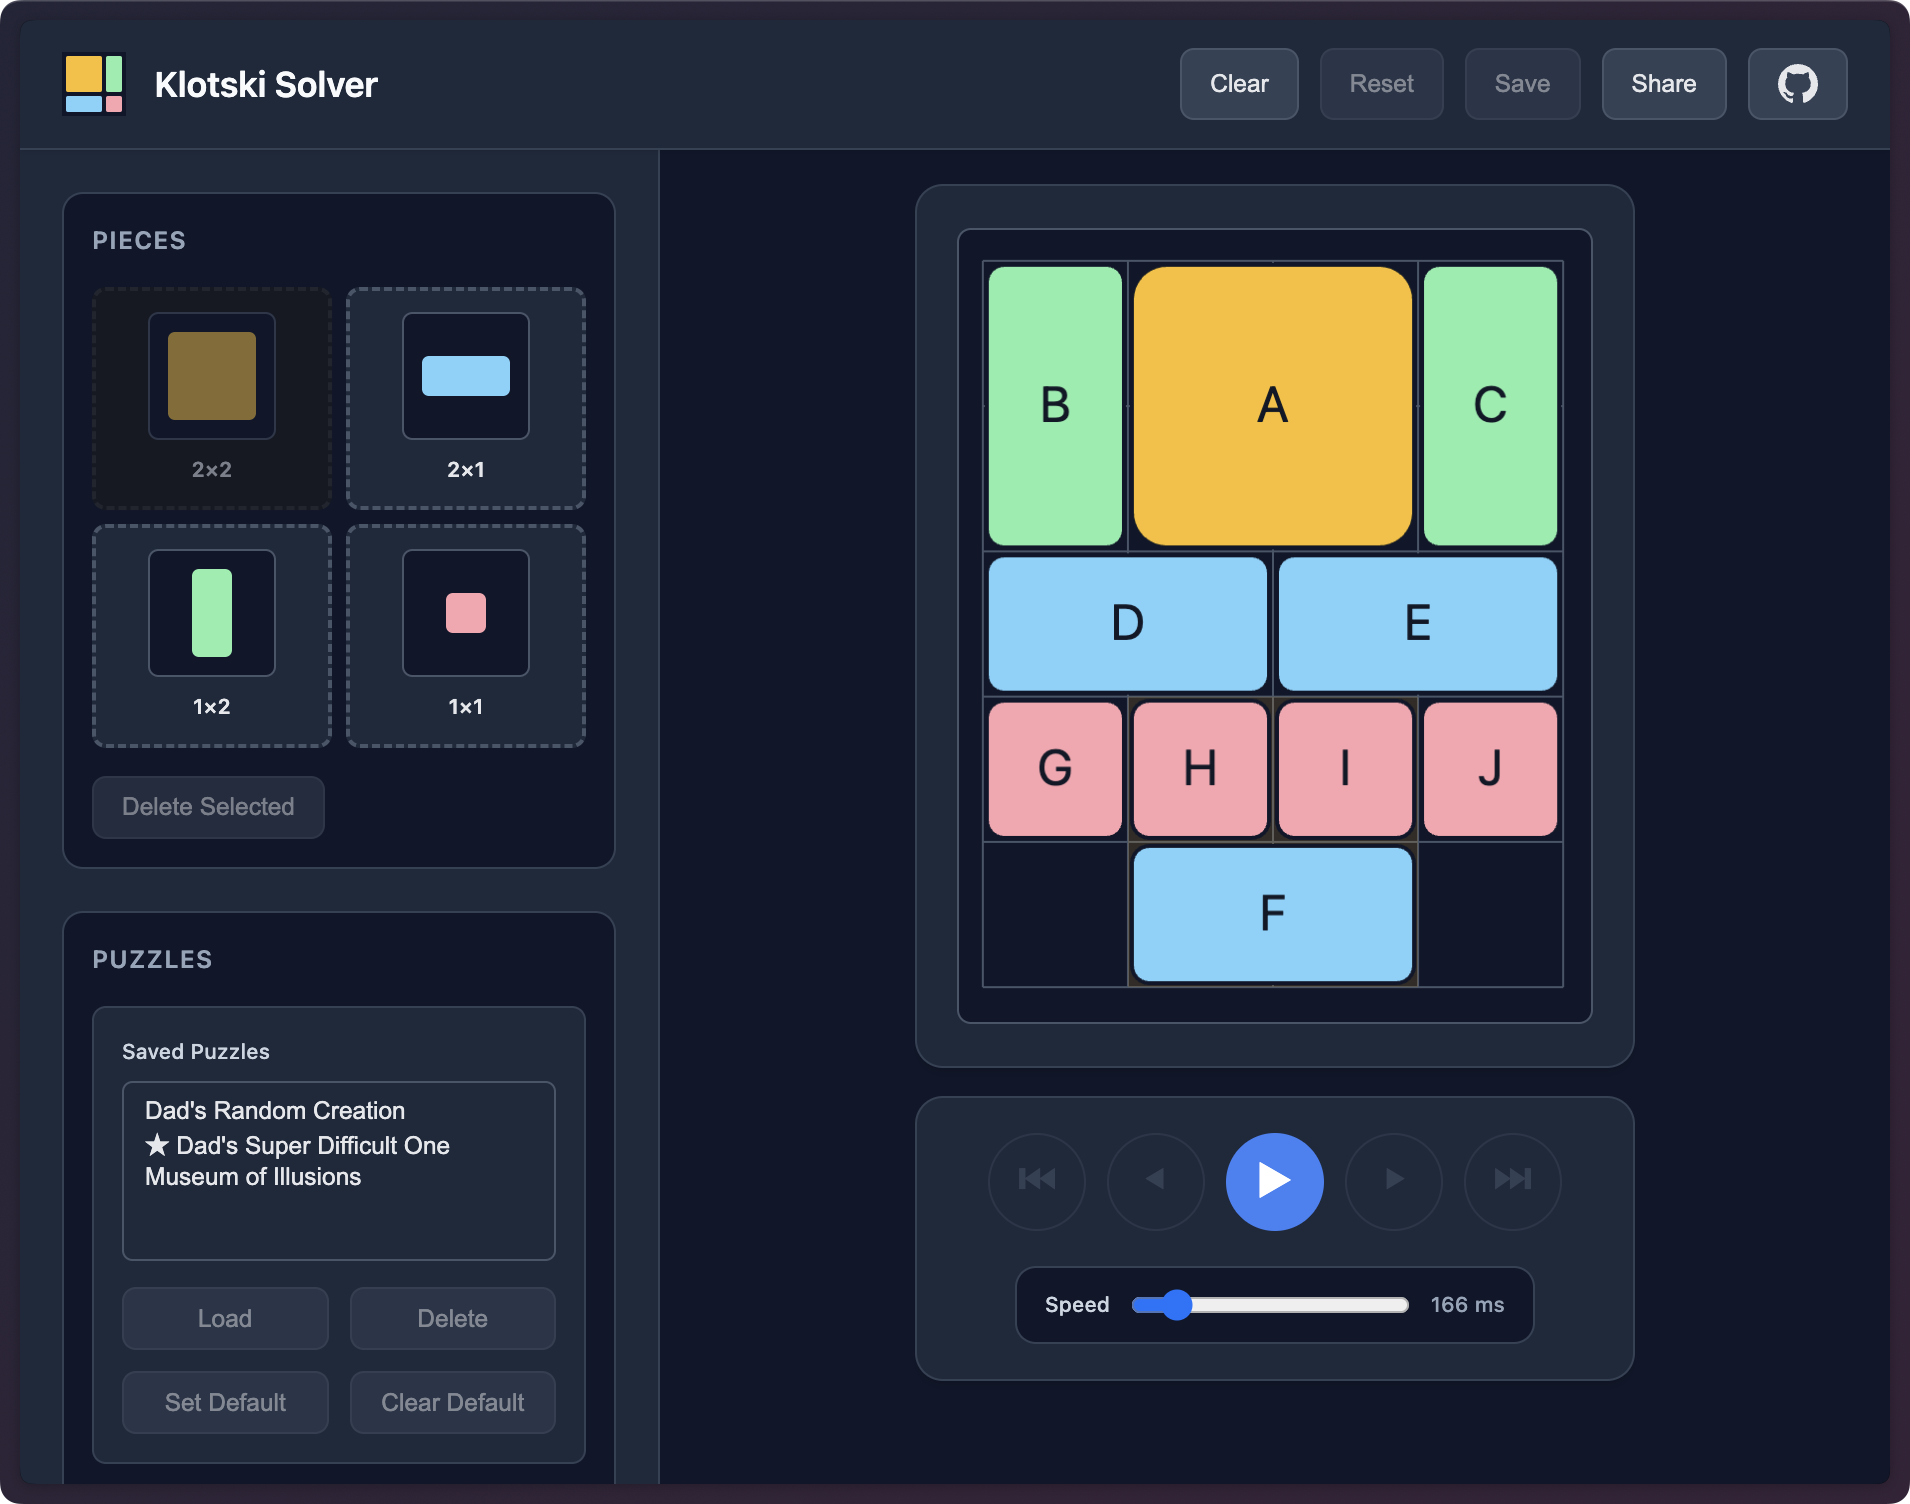 Klotski Solver
Clear
Reset
Save
Share
PIECES
2×2
2×1
1×2
1×1
Delete Selected
PUZZLES
Saved Puzzles
Dad's Random Creation
★ Dad's Super Difficult One
Museum of Illusions
Load
Delete
Set Default
Clear Default
B
A
C
D
E
G
H
I
J
F
Speed
166 ms